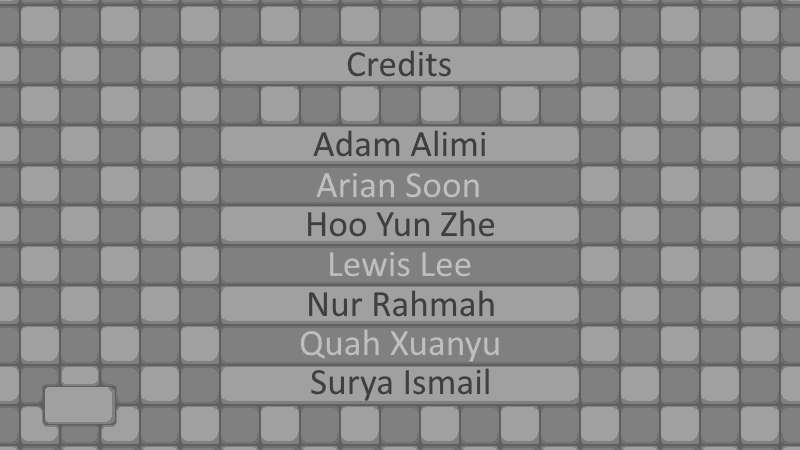 Credits
Adam Alimi
Arian Soon
Hoo Yun Zhe
Lewis Lee
Nur Rahmah
Quah Xuanyu
Surya Ismail